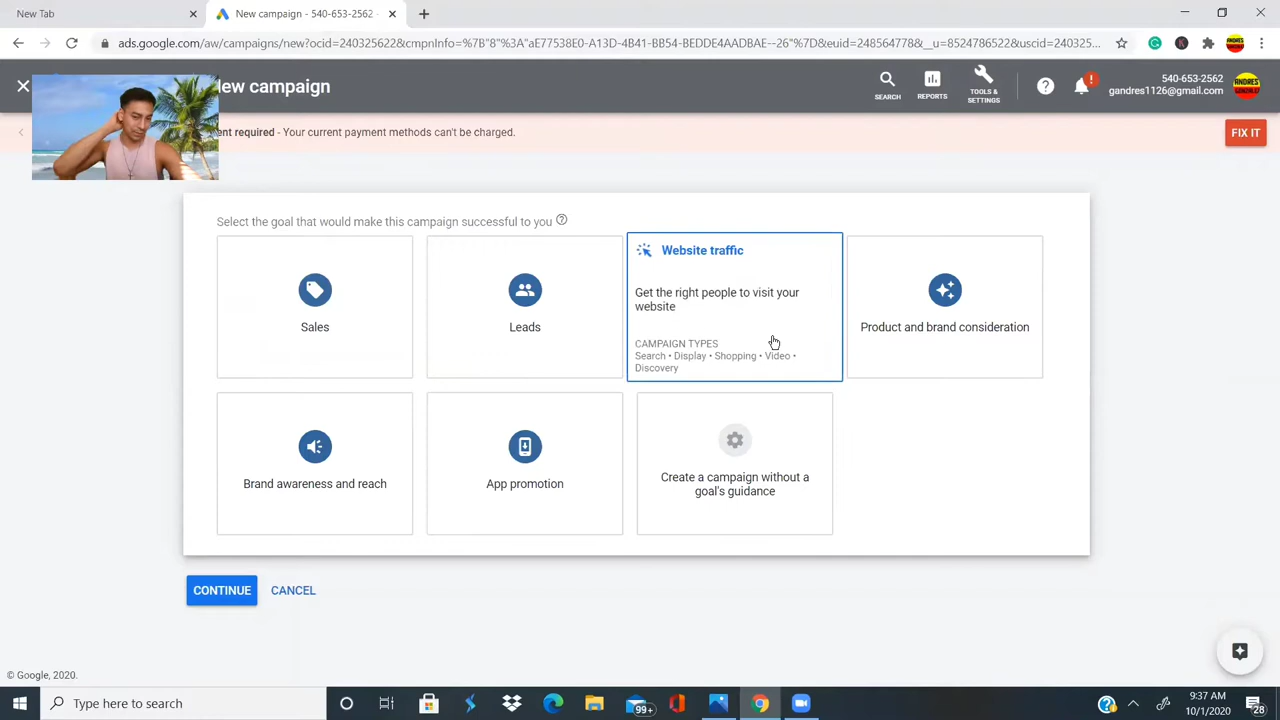 New Tab
New campaign - 540-653-2562 -
ads.google.com/aw/campaigns/new?ocid=240325622&cmpnInfo=%7B"8"%3A"aF77538E0-A13D-4B41-BB54-BEDDE4AADBAE--26"%7D&euid=248564778&__u=8524786522&uscid=240325...
ew campaign
SEARCH
REPORTS
TOOLS &
SETTINGS
540-653-2562
gandres1126@gmail.com
ANDRES
required - Your current payment methods can't be charged.
FIX IT
Select the goal that would make this campaign successful to you
Sales
Leads
Website traffic
Get the right people to visit your
website
CAMPAIGN TYPES
Search • Display • Shopping • Video •
Discovery
Product and brand consideration
Brand awareness and reach
App promotion
Create a campaign without a
goal's guidance
CONTINUE
CANCEL
© Google, 2020.
Type here to search
99+
9:37 AM
10/1/2020
28